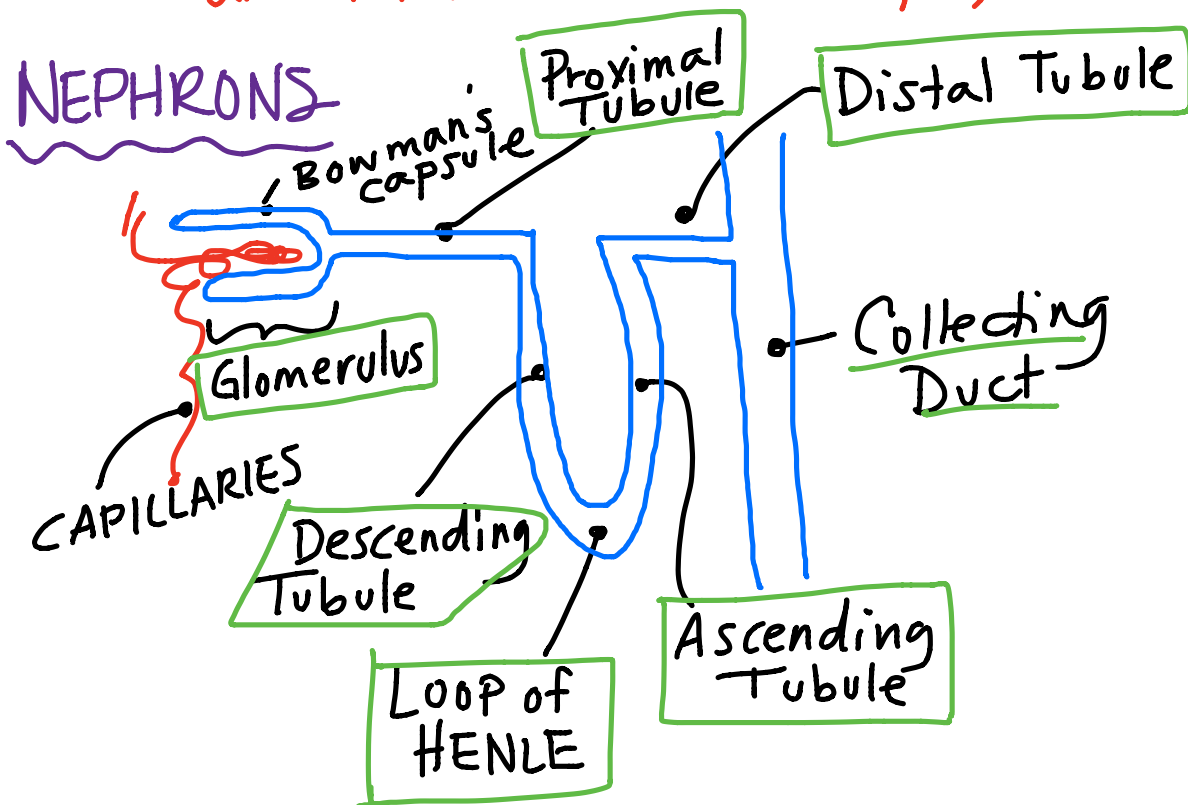 NEPHRONS
Bowman's
capsule
Proximal
Tubule
Distal Tubule
Glomerulus
CAPILLARIES
Collecting
Duct
Descending
Tubule
Loop of
HENLE
Ascending
Tubule